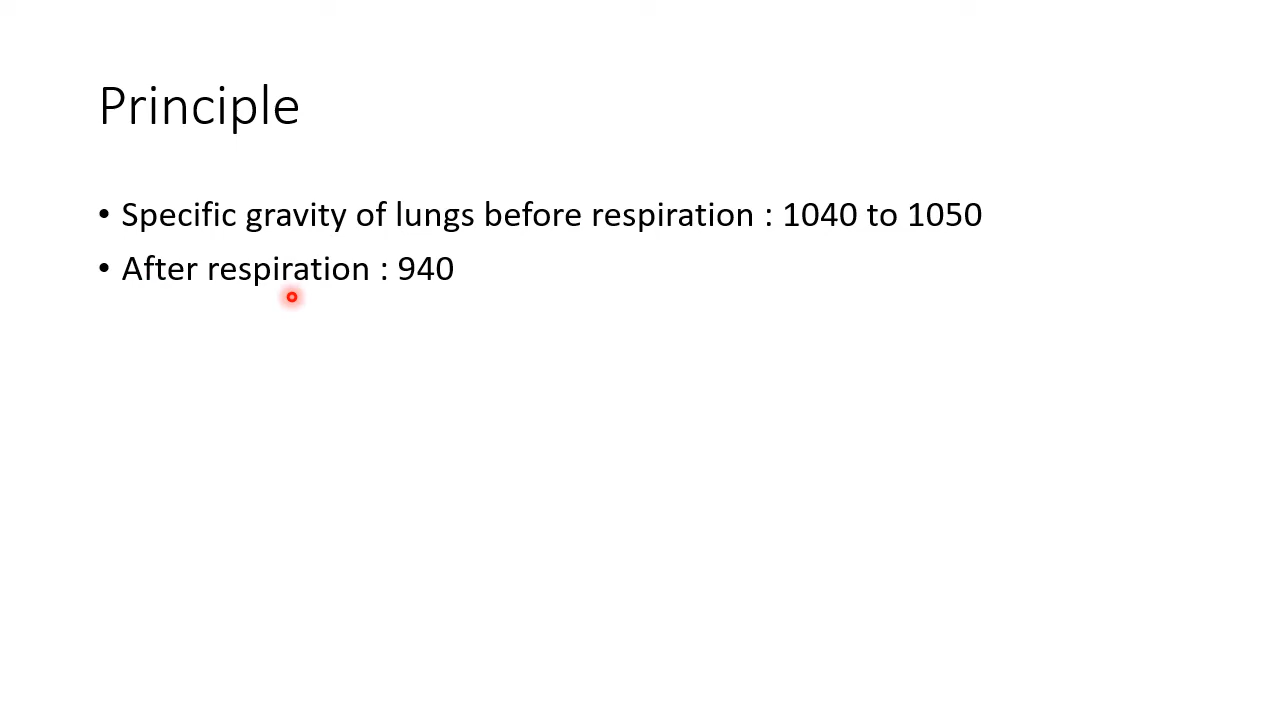 Principle
• Specific gravity of lungs before respiration : 1040 to 1050
• After respiration : 940